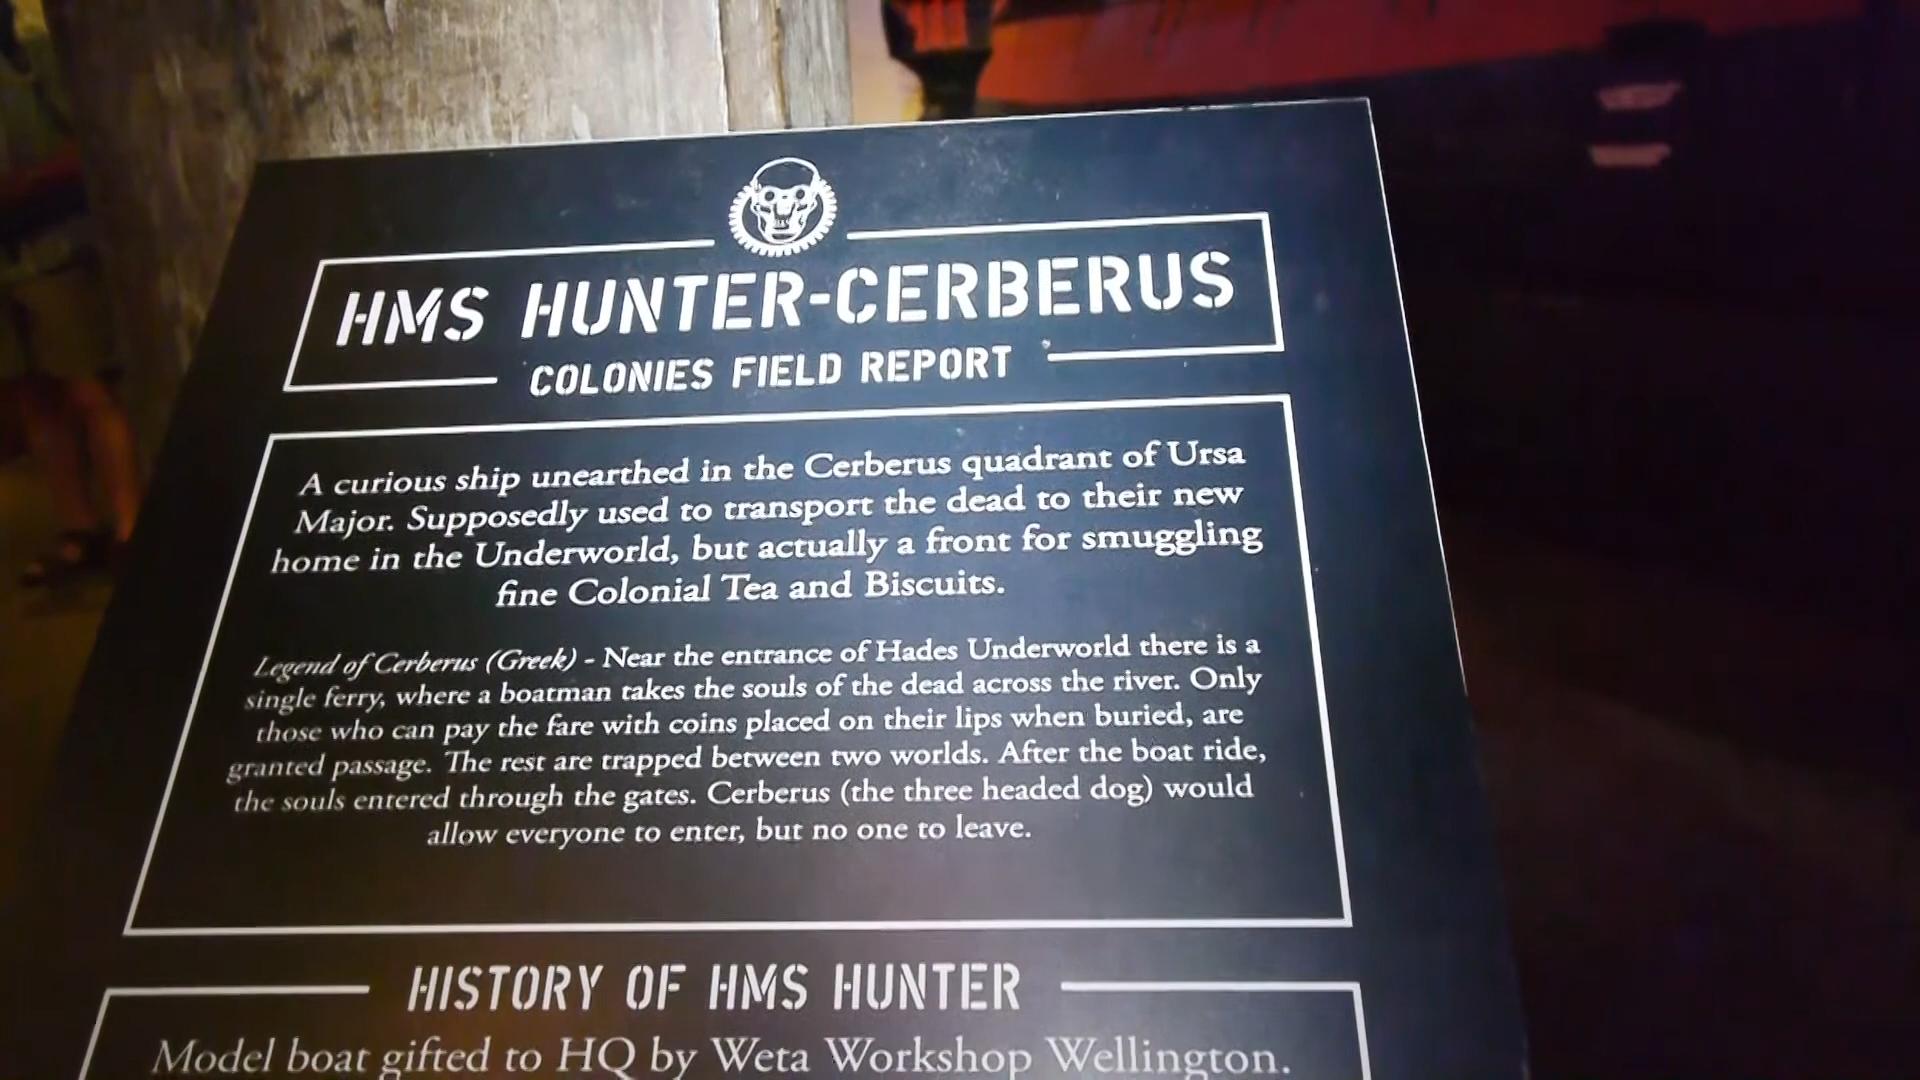 HMS HUNTER-CERBERUS
COLONIES FIELD REPORT
A curious ship unearthed in the Cerberus quadrant of Ursa
Major. Supposedly used to transport the dead to their new
home in the Underworld, but actually a front for smuggling
fine Colonial Tea and Biscuits.
Legend of Cerberus (Greek) - Near the entrance of Hades Underworld there is a
single ferry, where a boatman takes the souls of the dead across the river. Only
those who can pay the fare with coins placed on their lips when buried, are
granted passage. The rest are trapped between two worlds. After the boat ride,
the souls entered through the gates. Cerberus (the three headed dog) would
allow everyone to enter, but no one to leave.
HISTORY OF HMS HUNTER
Model boat gifted to HQ by Weta Workshop Wellington.